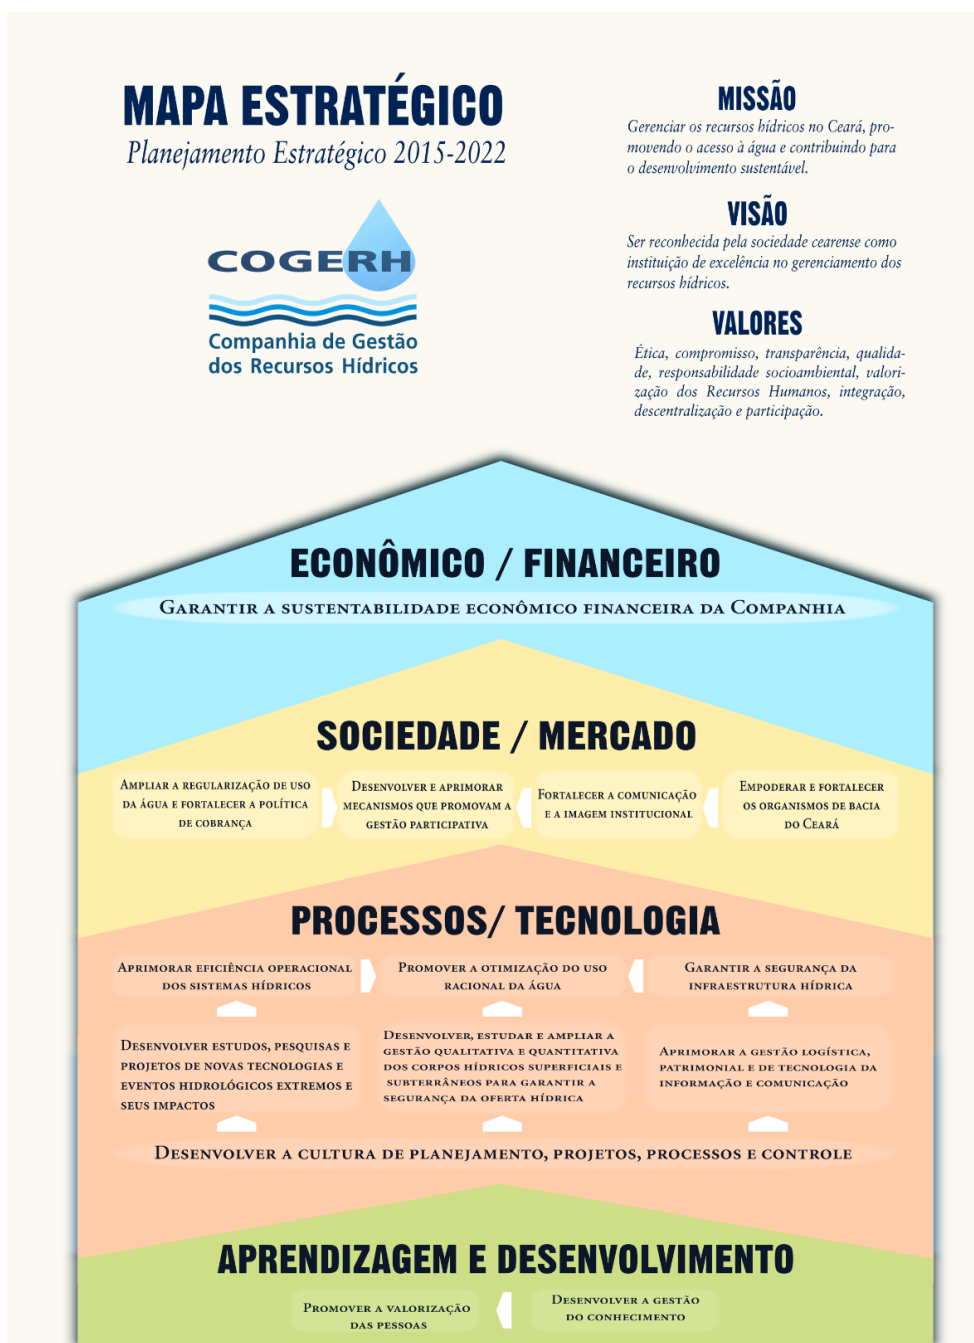 MAPA ESTRATÉGICO
Planejamento Estratégico 2015-2022
COGERH
Companhia de Gestão
dos Recursos Hídricos
MISSÃO
Gerenciar os recursos hídricos no Ceará, pro-
movendo o acesso à água e contribuindo para
o desenvolvimento sustentável.
VISÃO
Ser reconhecida pela sociedade cearense como
instituição de excelência no gerenciamento dos
recursos hídricos.
VALORES
Ética, compromisso, transparência, qualida-
de, responsabilidade socioambiental, valori-
zação dos Recursos Humanos, integração,
descentralização e participação.
ECONÔMICO / FINANCEIRO
Garantir a sustentabilidade econômico financeira da Companhia
SOCIEDADE / MERCADO
Ampliar a regularização de uso
da água e fortalecer a política
de cobrança
Desenvolver e aprimorar
mecanismos que promovam a
gestão participativa
Fortalecer a comunicação
e a imagem institucional
Empoderar e fortalecer
os organismos de bacia
do Ceará
PROCESSOS/ TECNOLOGIA
Aprimorar eficiência operacional
dos sistemas hídricos
Promover a otimização do uso
racional da água
Garantir a segurança da
infraestrutura hídrica
Desenvolver estudos, pesquisas e
projetos de novas tecnologias e
eventos hidrológicos extremos e
seus impactos
Desenvolver, estudar e ampliar a
gestão qualitativa e quantitativa
dos corpos hídricos superficiais e
subterrâneos para garantir a
segurança da oferta hídrica
Aprimorar a gestão logística,
patrimonial e de tecnologia da
informação e comunicação
Desenvolver a cultura de planejamento, projetos, processos e controle
APRENDIZAGEM E DESENVOLVIMENTO
Promover a valorização
das pessoas
Desenvolver a gestão
do conhecimento